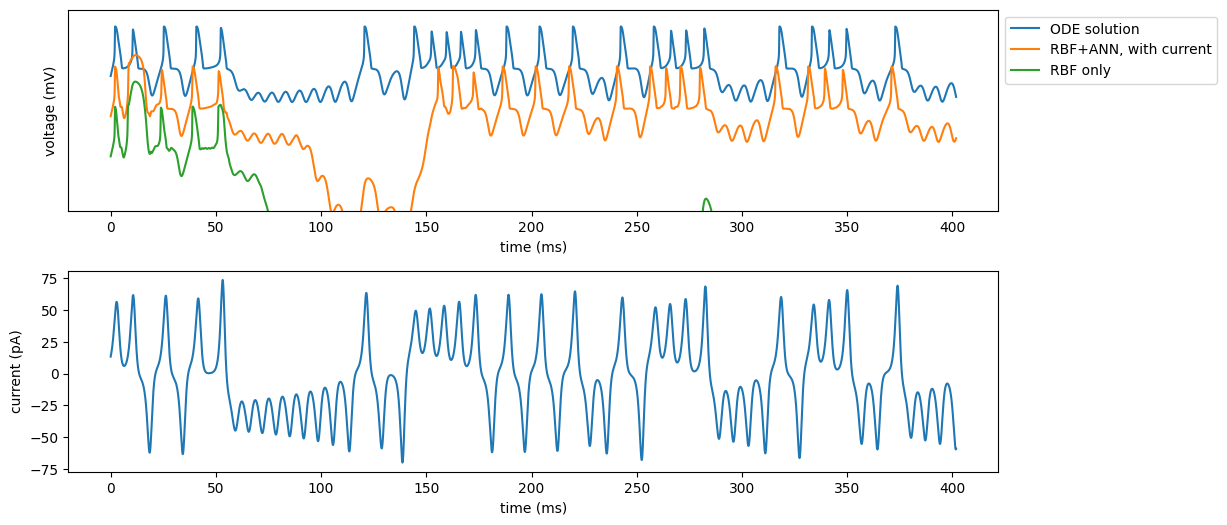 voltage (mV)
0 50 100 150 200 250 300 350 400
time (ms)
ODE solution
RBF+ANN, with current
RBF only
current (pA)
75
50
25
0
−25
−50
−75
0 50 100 150 200 250 300 350 400
time (ms)